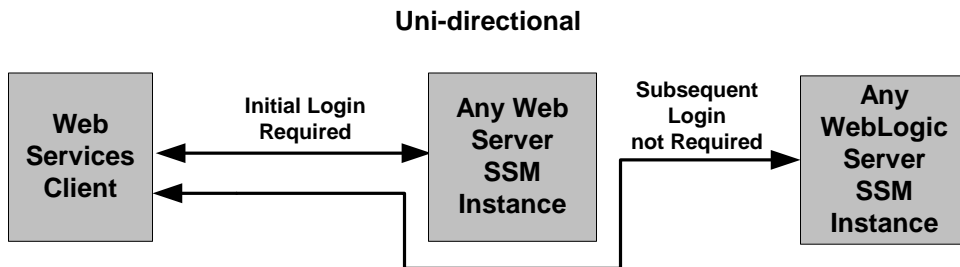 Uni-directional
Web
Services
Client
Initial Login
Required
Any Web
Server
SSM
Instance
Subsequent
Login
not Required
Any
WebLogic
Server
SSM
Instance